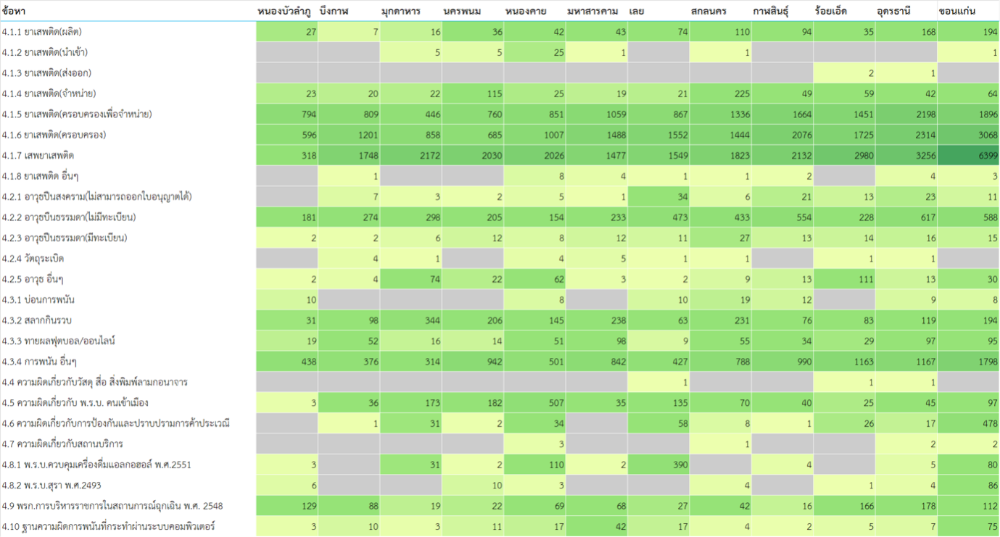 ข้อหา หนองบัวลำภู บึงกาฬ มุกดาหาร นครพนม หนองคาย มหาสารคาม เลย สกลนคร กาฬสินธุ์ ร้อยเอ็ด อุดรธานี ขอนแก่น
4.1.1 ยาเสพติด(ผลิต) 27 7 16 36 42 43 74 110 94 35 168 194
4.1.2 ยาเสพติด(นำเข้า) 5 5 25 1 1 1
4.1.3 ยาเสพติด(ส่งออก) 2 1
4.1.4 ยาเสพติด(จำหน่าย) 23 20 22 115 25 19 21 225 49 59 42 64
4.1.5 ยาเสพติด(ครอบครองเพื่อจำหน่าย) 794 809 446 760 851 1059 867 1336 1664 1451 2198 1896
4.1.6 ยาเสพติด(ครอบครอง) 596 1201 858 685 1007 1488 1552 1444 2076 1725 2314 3068
4.1.7 เสพยาเสพติด 318 1748 2172 2030 2026 1477 1549 1823 2132 2980 3256 6399
4.1.8 ยาเสพติด อื่นๆ 1 8 4 1 1 2 4 3
4.2.1 อาวุธปืนสงคราม(ไม่สามารถออกใบอนุญาตได้) 7 3 2 5 1 34 6 21 13 23 11
4.2.2 อาวุธปืนธรรมดา(ไม่มีทะเบียน) 181 274 298 205 154 233 473 433 554 228 617 588
4.2.3 อาวุธปืนธรรมดา(มีทะเบียน) 2 2 6 12 8 12 11 27 13 14 16 15
4.2.4 วัตถุระเบิด 4 1 4 5 1 1 1 1
4.2.5 อาวุธ อื่นๆ 2 4 74 22 62 3 2 9 13 111 13 30
4.3.1 บ่อนการพนัน 10 8 10 19 12 9 8
4.3.2 สลากกินรวบ 31 98 344 206 145 238 63 231 76 83 119 194
4.3.3 ทายผลฟุตบอล/ออนไลน์ 19 52 16 14 51 98 9 55 34 29 97 95
4.3.4 การพนัน อื่นๆ 438 376 314 942 501 842 427 788 990 1163 1167 1798
4.4 ความผิดเกี่ยวกับวัสดุ สื่อ สิ่งพิมพ์ลามกอนาจาร 1 1 1
4.5 ความผิดเกี่ยวกับ พ.ร.บ. คนเข้าเมือง 3 36 173 182 507 35 135 70 40 25 45 97
4.6 ความผิดเกี่ยวกับการป้องกันและปราบปรามการค้าประเวณี 1 31 2 34 58 8 1 26 17 478
4.7 ความผิดเกี่ยวกับสถานบริการ 3 1 2 2
4.8.1 พ.ร.บ.ควบคุมเครื่องดื่มแอลกอฮอล์ พ.ศ.2551 3 31 2 110 2 390 4 5 80
4.8.2 พ.ร.บ.สุรา พ.ศ.2493 6 10 3 4 1 4 86
4.9 พรก.การบริหารราชการในสถานการณ์ฉุกเฉิน พ.ศ. 2548 129 88 19 22 69 68 27 42 16 166 178 112
4.10 ฐานความผิดการพนันที่กระทำผ่านระบบคอมพิวเตอร์ 3 10 3 11 17 42 17 4 2 5 7 75